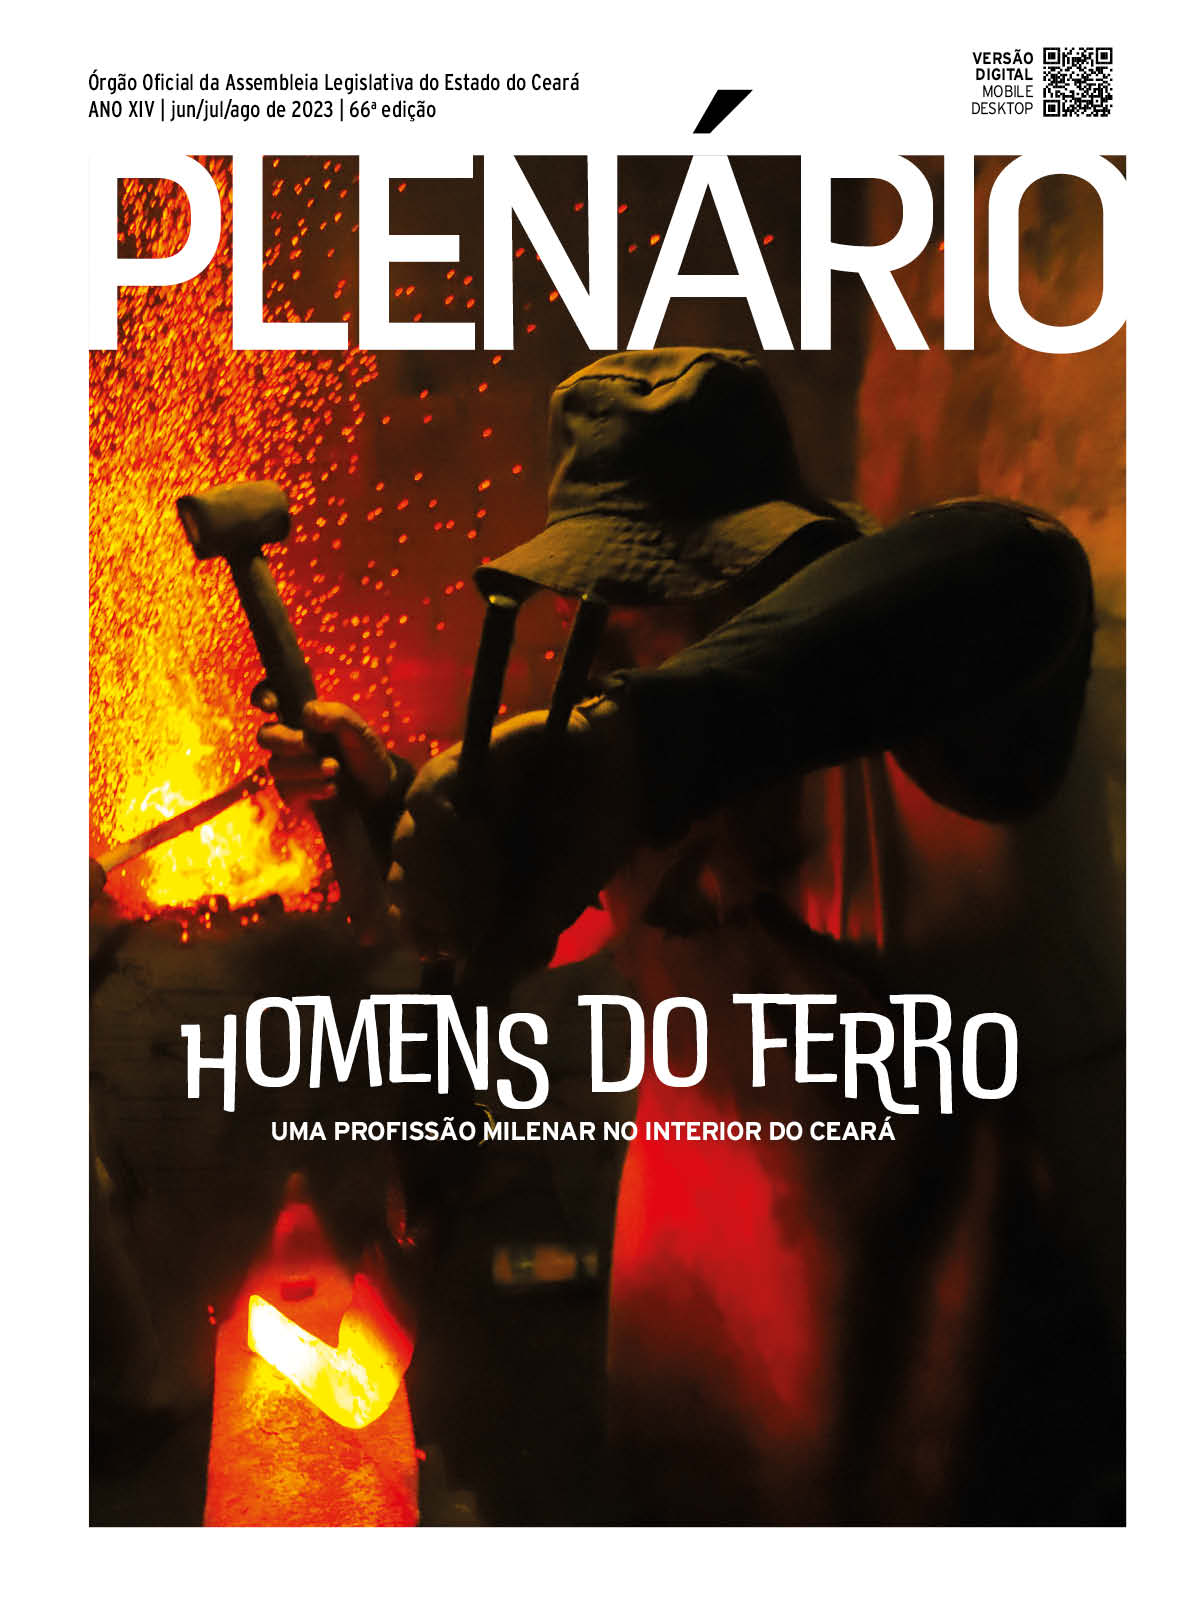 Órgão Oficial da Assembleia Legislativa do Estado do Ceará
ANO XIV | jun/jul/ago de 2023 | 66ª edição
VERSÃO
DIGITAL
MOBILE
DESKTOP
PLENÁRIO
HOMENS DO FERRO
UMA PROFISSÃO MILENAR NO INTERIOR DO CEARÁ